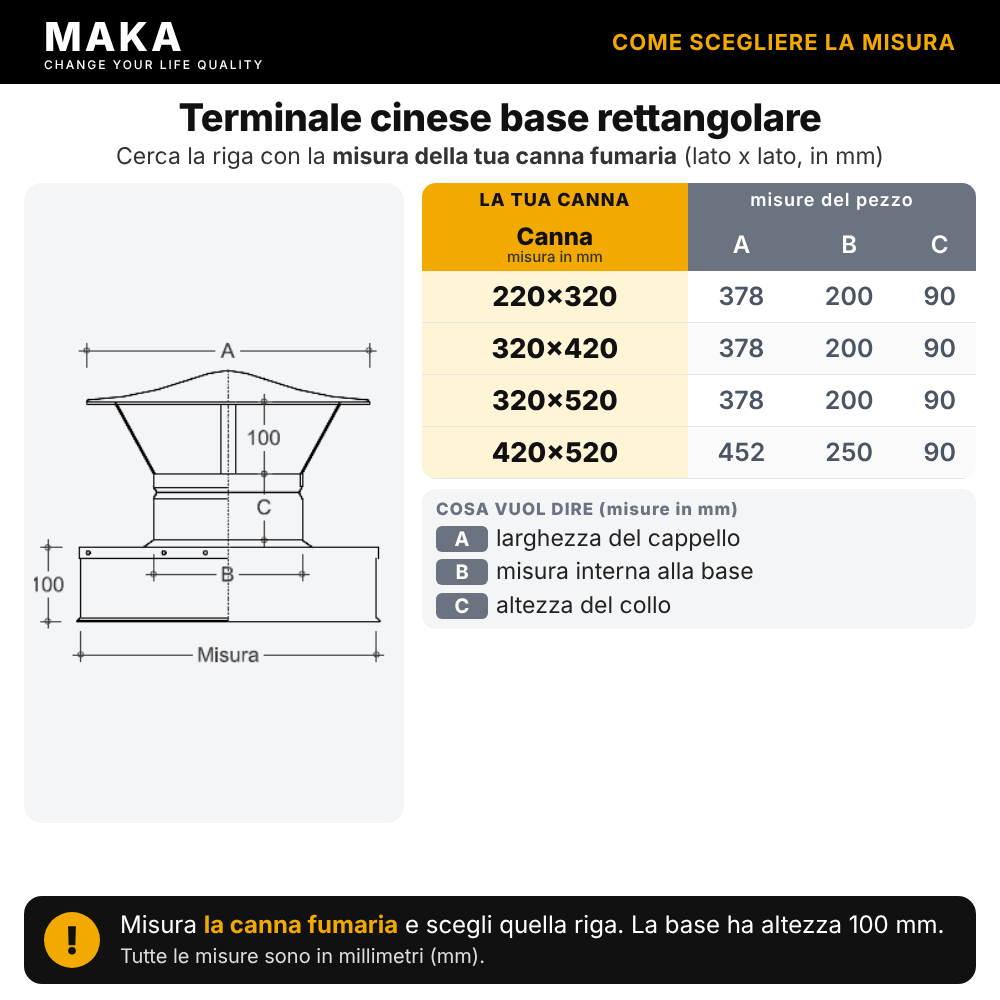 MAKA
CHANGE YOUR LIFE QUALITY
COME SCEGLIERE LA MISURA
Terminale cinese base rettangolare
Cerca la riga con la misura della tua canna fumaria (lato x lato, in mm)
A
100
C
B
100
Misura
LA TUA CANNA misure del pezzo
Canna A B C
misura in mm
220×320 378 200 90
320×420 378 200 90
320×520 378 200 90
420×520 452 250 90
COSA VUOL DIRE (misure in mm)
A larghezza del cappello
B misura interna alla base
C altezza del collo
! Misura la canna fumaria e scegli quella riga. La base ha altezza 100 mm.
Tutte le misure sono in millimetri (mm).